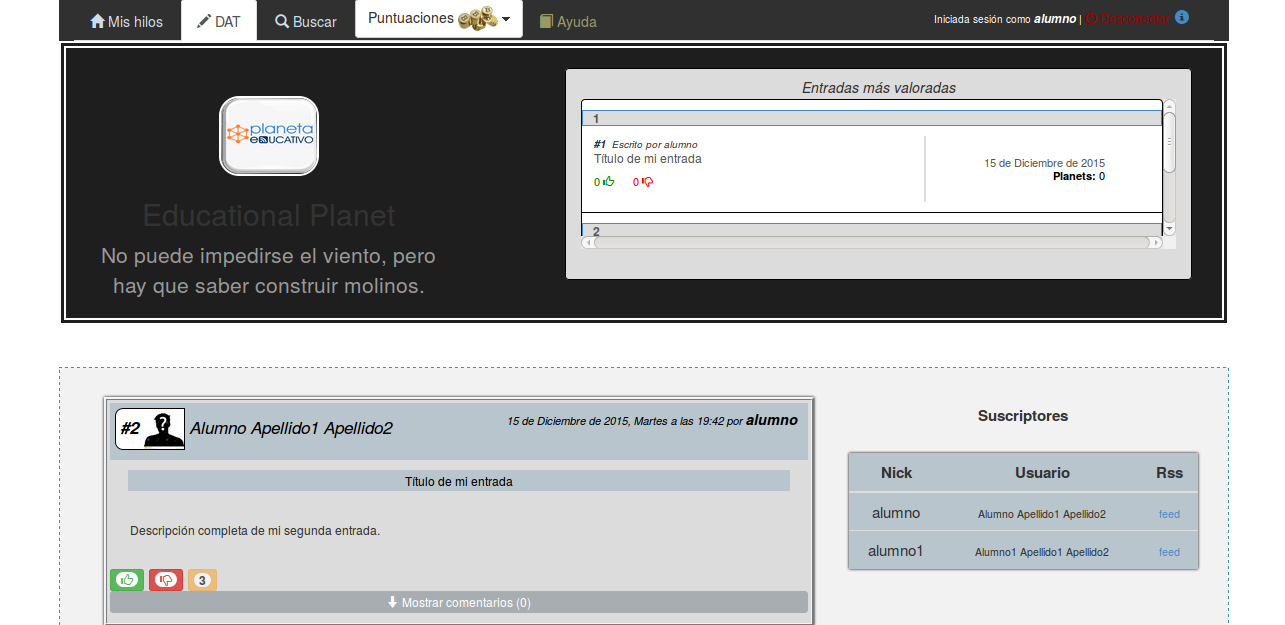 Mis hilos DAT Buscar Puntuaciones Ayuda Iniciada sesión como alumno | Desconectar
planeta
eDUCATIVO
Educational Planet
No puede impedirse el viento, pero
hay que saber construir molinos.
Entradas más valoradas
1
#1 Escrito por alumno
Título de mi entrada
0 0
15 de Diciembre de 2015
Planets: 0
2
#2 Alumno Apellido1 Apellido2 15 de Diciembre de 2015, Martes a las 19:42 por alumno
Título de mi entrada
Descripción completa de mi segunda entrada.
3
Mostrar comentarios (0)
Suscriptores
Nick Usuario Rss
alumno Alumno Apellido1 Apellido2 feed
alumno1 Alumno1 Apellido1 Apellido2 feed